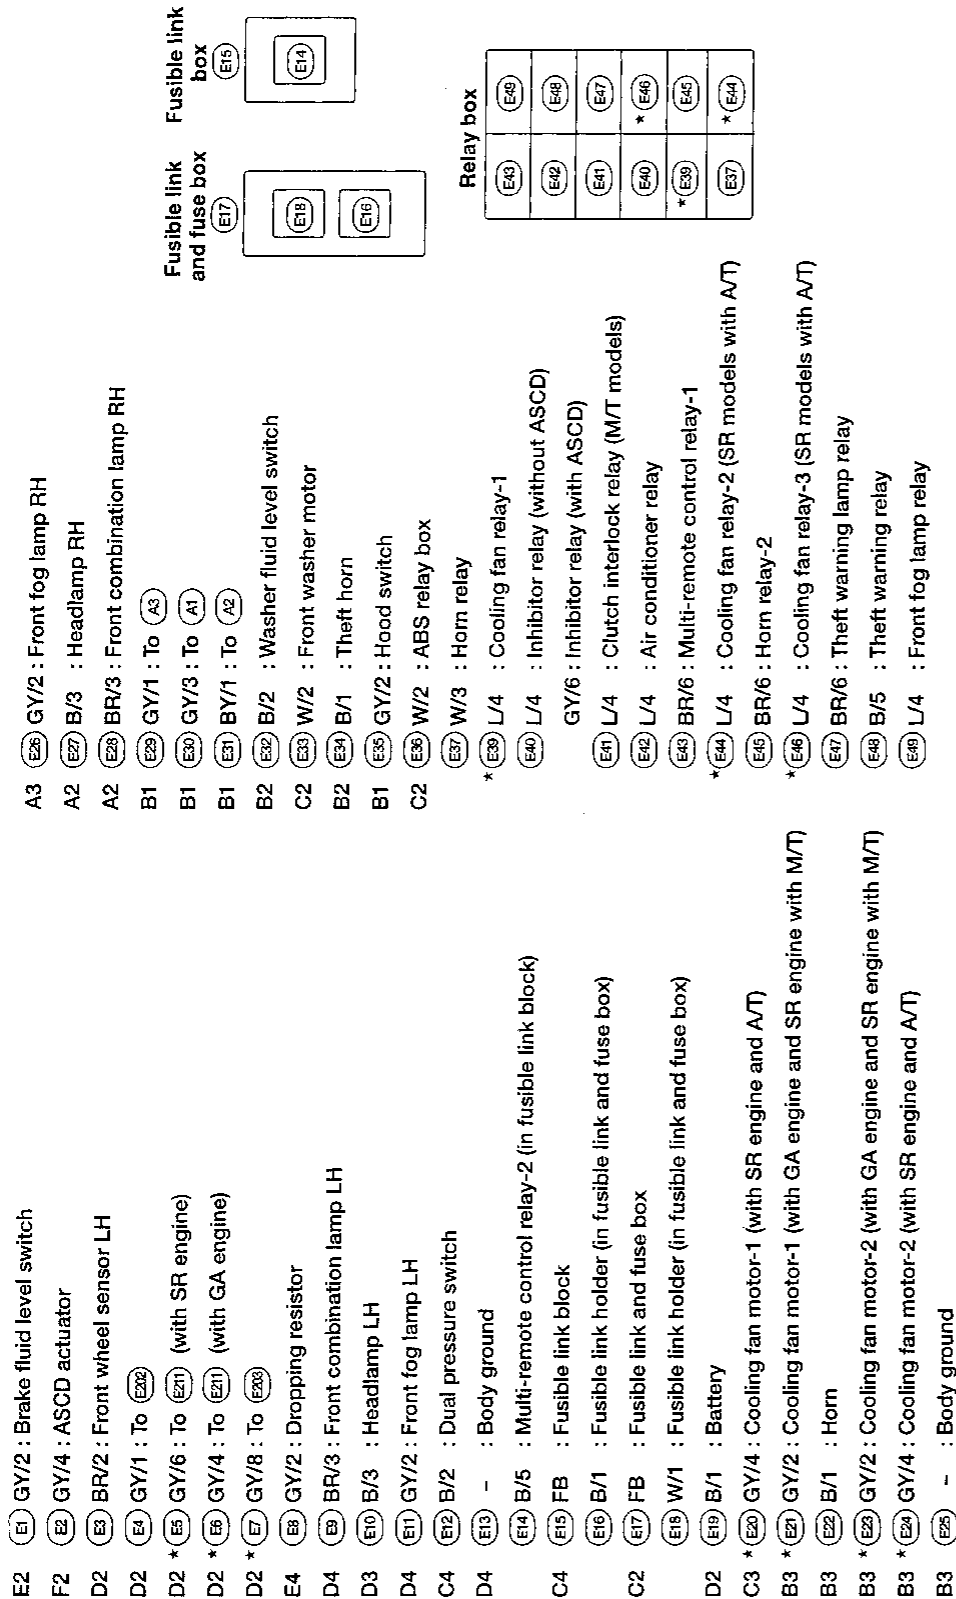 E2 E1 GY/2 : Brake fluid level switch
F2 E2 GY/4 : ASCD actuator
D2 E3 BR/2 : Front wheel sensor LH
D2 E4 GY/1 : To E202
D2 ★ E5 GY/6 : To E211 (with SR engine)
D2 ★ E6 GY/4 : To E211 (with GA engine)
D2 ★ E7 GY/8 : To E203
E4 E8 GY/2 : Dropping resistor
D4 E9 BR/3 : Front combination lamp LH
D3 E10 B/3 : Headlamp LH
D4 E11 GY/2 : Front fog lamp LH
C4 E12 B/2 : Dual pressure switch
D4 E13 – : Body ground
E14 B/5 : Multi-remote control relay-2 (in fusible link block)
C4 E15 FB : Fusible link block
E16 B/1 : Fusible link holder (in fusible link and fuse box)
C2 E17 FB : Fusible link and fuse box
E18 W/1 : Fusible link holder (in fusible link and fuse box)
D2 E19 B/1 : Battery
C3 ★ E20 GY/4 : Cooling fan motor-1 (with SR engine and A/T)
B3 ★ E21 GY/2 : Cooling fan motor-1 (with GA engine and SR engine with M/T)
B3 E22 B/1 : Horn
B3 ★ E23 GY/2 : Cooling fan motor-2 (with GA engine and SR engine with M/T)
B3 ★ E24 GY/4 : Cooling fan motor-2 (with SR engine and A/T)
B3 E25 – : Body ground
A3 E26 GY/2 : Front fog lamp RH
A2 E27 B/3 : Headlamp RH
A2 E28 BR/3 : Front combination lamp RH
B1 E29 GY/1 : To A3
B1 E30 GY/3 : To A1
B1 E31 BY/1 : To A2
B2 E32 B/2 : Washer fluid level switch
C2 E33 W/2 : Front washer motor
B2 E34 B/1 : Theft horn
B1 E35 GY/2 : Hood switch
C2 E36 W/2 : ABS relay box
E37 W/3 : Horn relay
★ E39 L/4 : Cooling fan relay-1
E40 L/4 : Inhibitor relay (without ASCD)
GY/6 : Inhibitor relay (with ASCD)
E41 L/4 : Clutch interlock relay (M/T models)
E42 L/4 : Air conditioner relay
E43 BR/6 : Multi-remote control relay-1
★ E44 L/4 : Cooling fan relay-2 (SR models with A/T)
E45 BR/6 : Horn relay-2
★ E46 L/4 : Cooling fan relay-3 (SR models with A/T)
E47 BR/6 : Theft warning lamp relay
E48 B/5 : Theft warning relay
E49 L/4 : Front fog lamp relay
Fusible link
and fuse box
E17
E18
E16
Fusible link
box
E15
E14
Relay box
E43 E49
E42 E48
E41 E47
E40 ★ E46
★ E39 E45
E37 ★ E44